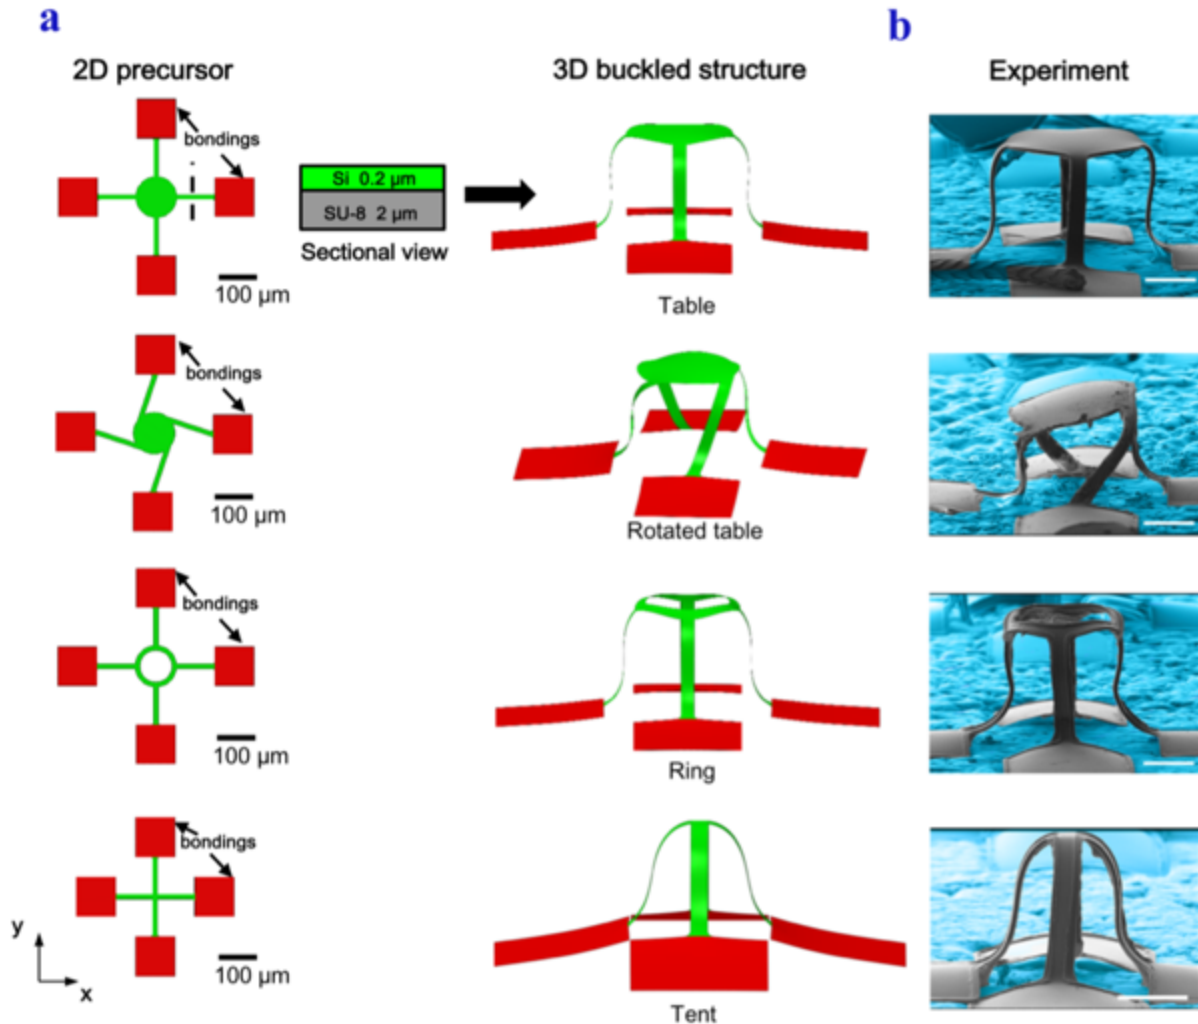 a
b
2D precursor
3D buckled structure
Experiment
bondings
Si 0.2 µm
SU-8 2 µm
Sectional view
100 µm
Table
bondings
100 µm
Rotated table
bondings
100 µm
Ring
bondings
y
x
100 µm
Tent